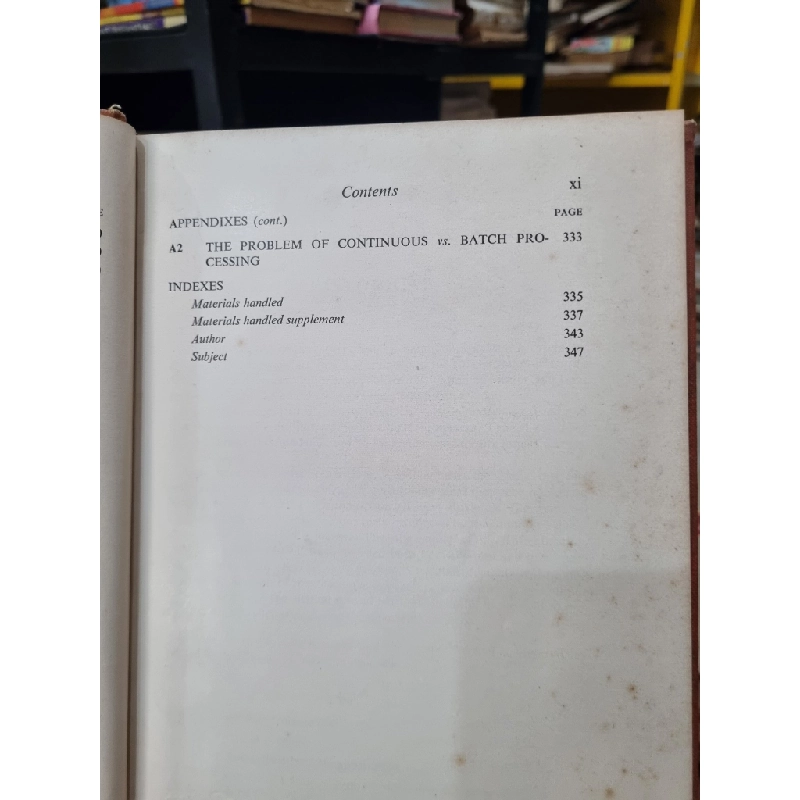 Contents xi
APPENDIXES (cont.) PAGE
A2 THE PROBLEM OF CONTINUOUS vs. BATCH PRO- 333
CESSING
INDEXES
Materials handled 335
Materials handled supplement 337
Author 343
Subject 347